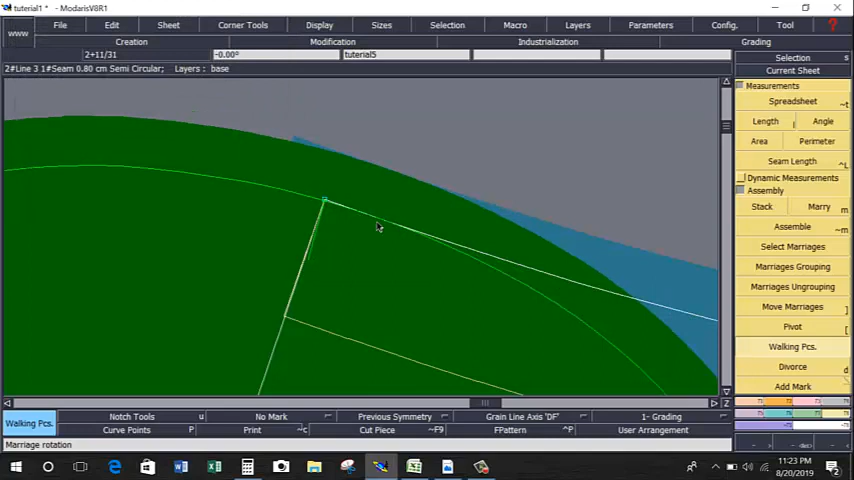 tutorial1 * - ModarisV8R1
www
File Edit Sheet Corner Tools Display Sizes Selection Macro Layers Parameters Config. Tool ?
Creation Modification Industrialization Grading
2+11/31 -0.00° tuturial5
2#Line 3 1#Seam 0.80 cm Semi Circular; Layers : base
Selection s
Current Sheet
Measurements
Spreadsheet ~t
Length l Angle
Area Perimeter
Seam Length ^L
Dynamic Measurements
Assembly
Stack Marry m
Assemble ~m
Select Marriages
Marriages Grouping
Marriages Ungrouping
Move Marriages ]
Pivot [
Walking Pcs.
Divorce d
Add Mark
Z
Walking Pcs. Notch Tools u No Mark Previous Symmetry Grain Line Axis 'DF' 1- Grading
Curve Points P Print ~c Cut Piece ~F9 FPattern ^P User Arrangement
Marriage rotation
11:23 PM
8/20/2019